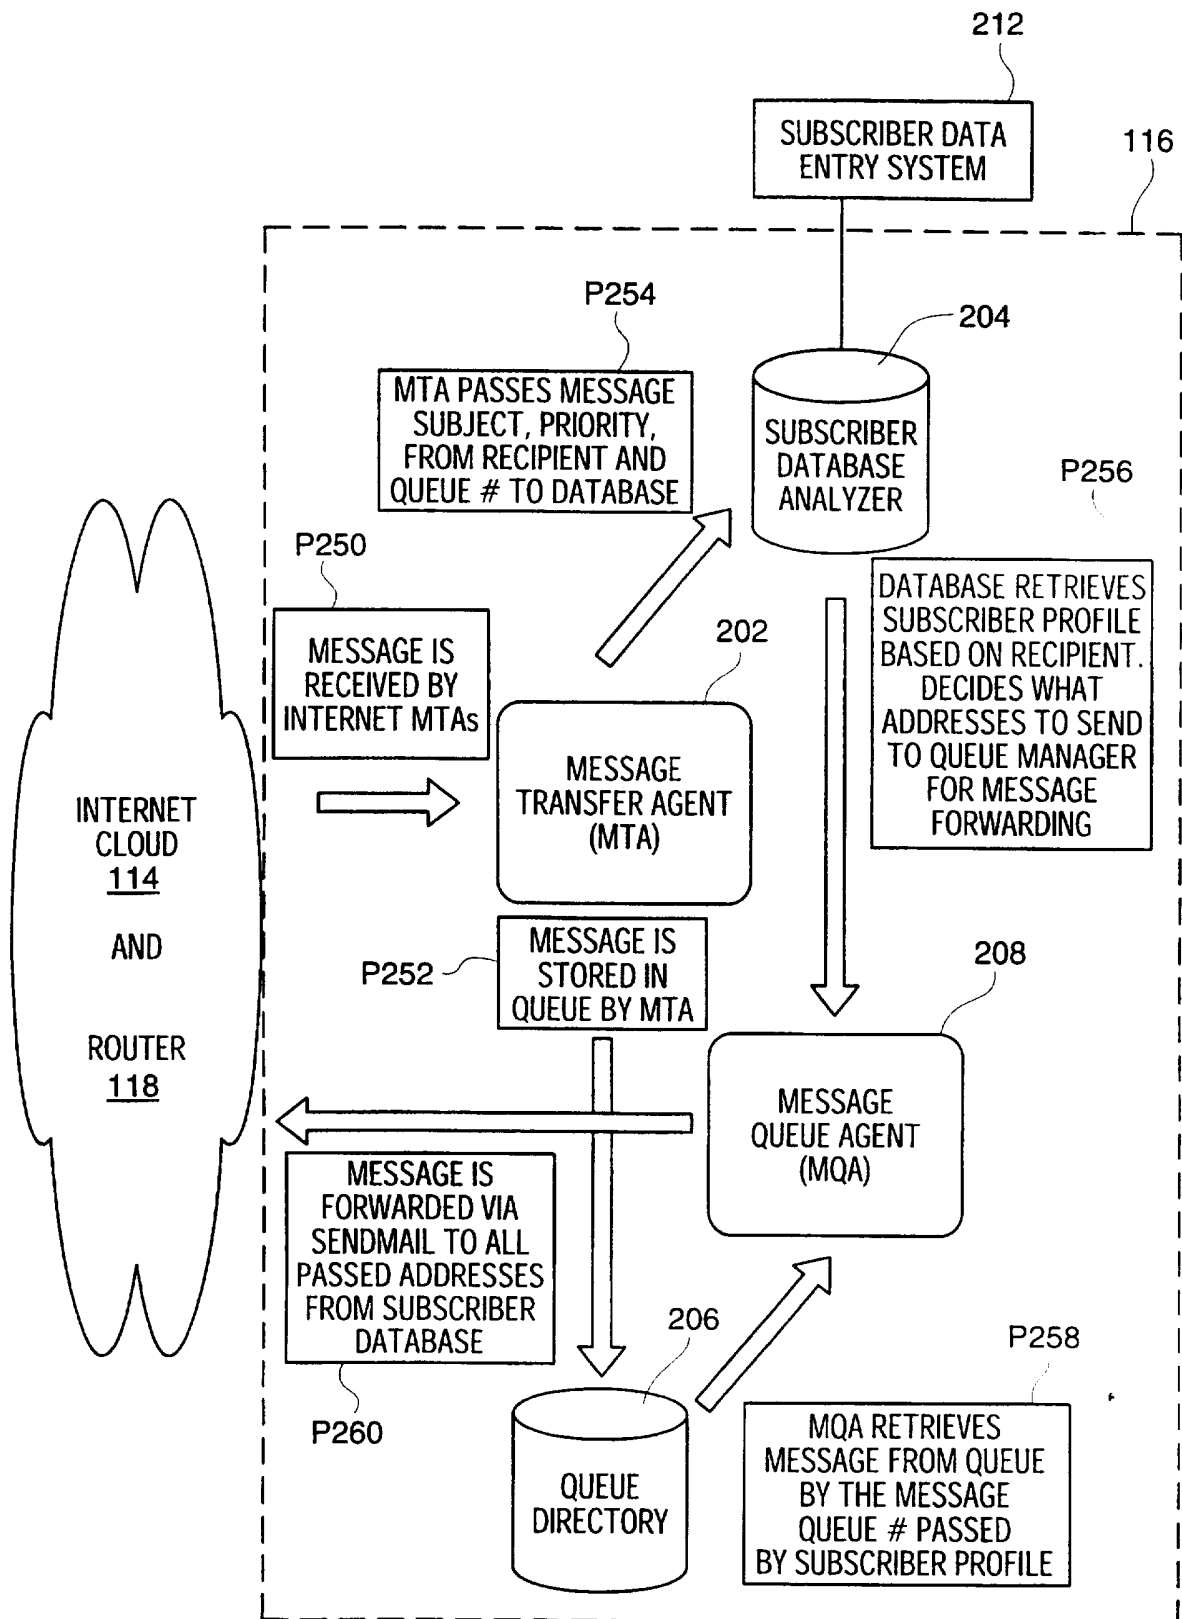 212
SUBSCRIBER DATA
ENTRY SYSTEM
116
P254
204
MTA PASSES MESSAGE
SUBJECT, PRIORITY,
FROM RECIPIENT AND
QUEUE # TO DATABASE
SUBSCRIBER
DATABASE
ANALYZER
P256
P250
MESSAGE IS
RECEIVED BY
INTERNET MTAs
202
DATABASE RETRIEVES
SUBSCRIBER PROFILE
BASED ON RECIPIENT.
DECIDES WHAT
ADDRESSES TO SEND
TO QUEUE MANAGER
FOR MESSAGE
FORWARDING
MESSAGE
TRANSFER AGENT
(MTA)
INTERNET
CLOUD
114
AND
ROUTER
118
P252
MESSAGE IS
STORED IN
QUEUE BY MTA
208
MESSAGE
QUEUE AGENT
(MQA)
MESSAGE IS
FORWARDED VIA
SENDMAIL TO ALL
PASSED ADDRESSES
FROM SUBSCRIBER
DATABASE
P260
206
QUEUE
DIRECTORY
P258
MQA RETRIEVES
MESSAGE FROM QUEUE
BY THE MESSAGE
QUEUE # PASSED
BY SUBSCRIBER PROFILE